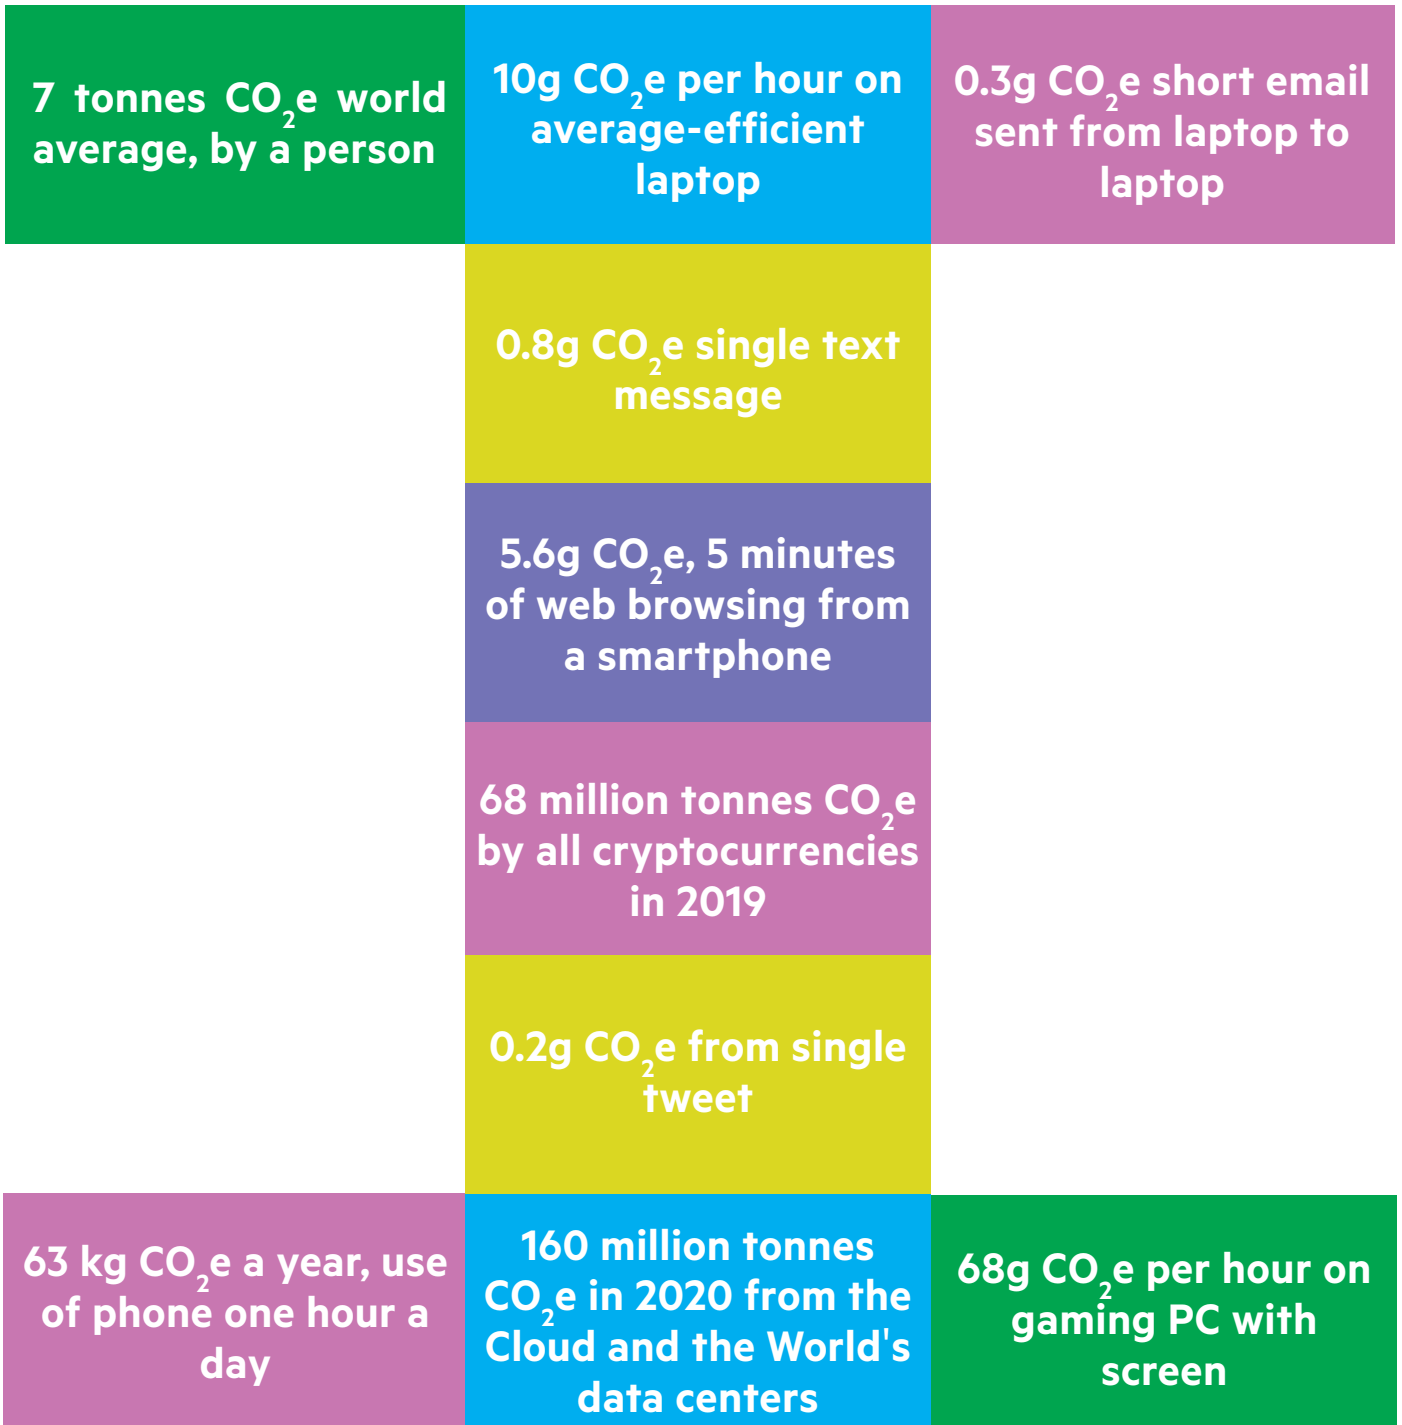 7 tonnes CO₂e world
average, by a person
10g CO₂e per hour on
average-efficient
laptop
0.3g CO₂e short email
sent from laptop to
laptop
0.8g CO₂e single text
message
5.6g CO₂e, 5 minutes
of web browsing from
a smartphone
68 million tonnes CO₂e
by all cryptocurrencies
in 2019
0.2g CO₂e from single
tweet
63 kg CO₂e a year, use
of phone one hour a
day
160 million tonnes
CO₂e in 2020 from the
Cloud and the World's
data centers
68g CO₂e per hour on
gaming PC with
screen